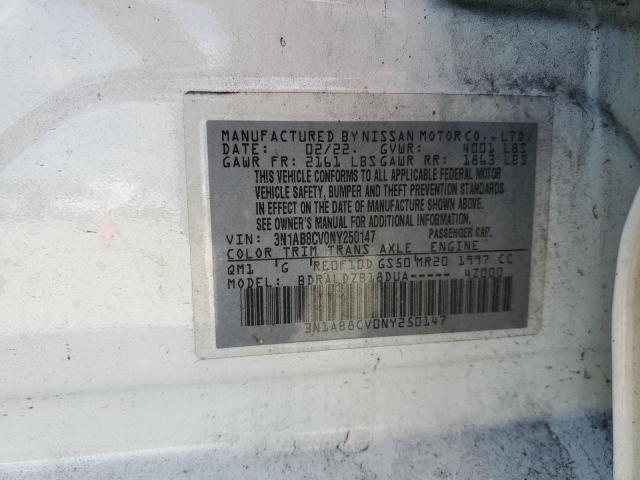 MANUFACTURED BY NISSAN MOTOR CO., LTD.
DATE: 02/22 GVWR: 4001 LBS
GAWR FR: 2161 LBS GAWR RR: 1863 LBS
THIS VEHICLE CONFORMS TO ALL APPLICABLE FEDERAL MOTOR
VEHICLE SAFETY, BUMPER AND THEFT PREVENTION STANDARDS
IN EFFECT ON THE DATE OF MANUFACTURE SHOWN ABOVE.
SEE OWNER'S MANUAL FOR ADDITIONAL INFORMATION.
VIN: 3N1AB8CV0NY250147 PASSENGER CAR.
COLOR TRIM TRANS AXLE ENGINE
QM1 G RE0F10D GS50 MR20 1997 CC
MODEL: BDRALDZB18DUA----- 4Z000
3N1AB8CV0NY250147